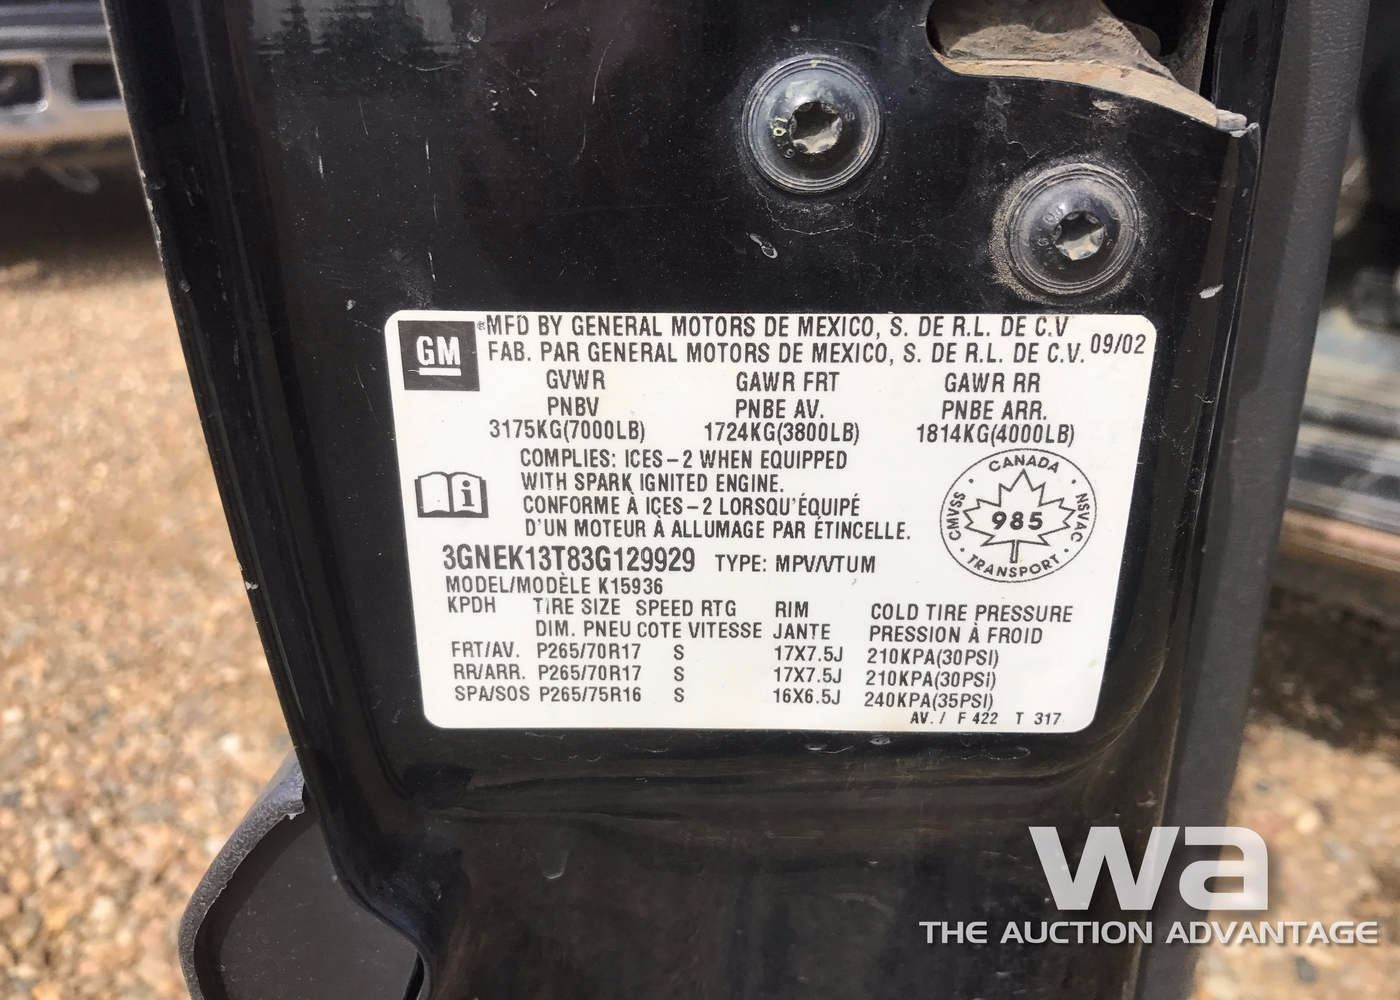 GM
®MFD BY GENERAL MOTORS DE MEXICO, S. DE R.L. DE C.V
FAB. PAR GENERAL MOTORS DE MEXICO, S. DE R.L. DE C.V. 09/02
GVWR GAWR FRT GAWR RR
PNBV PNBE AV. PNBE ARR.
3175KG(7000LB) 1724KG(3800LB) 1814KG(4000LB)
COMPLIES: ICES-2 WHEN EQUIPPED
WITH SPARK IGNITED ENGINE.
CONFORME À ICES-2 LORSQU'ÉQUIPÉ
D'UN MOTEUR À ALLUMAGE PAR ÉTINCELLE.
i
CANADA
CMVSS 985 NSVAC
TRANSPORT
3GNEK13T83G129929 TYPE: MPV/VTUM
MODEL/MODÈLE K15936
KPDH TIRE SIZE SPEED RTG RIM COLD TIRE PRESSURE
DIM. PNEU COTE VITESSE JANTE PRESSION À FROID
FRT/AV. P265/70R17 S 17X7.5J 210KPA(30PSI)
RR/ARR. P265/70R17 S 17X7.5J 210KPA(30PSI)
SPA/SOS P265/75R16 S 16X6.5J 240KPA(35PSI)
AV./ F 422 T 317
wa
THE AUCTION ADVANTAGE